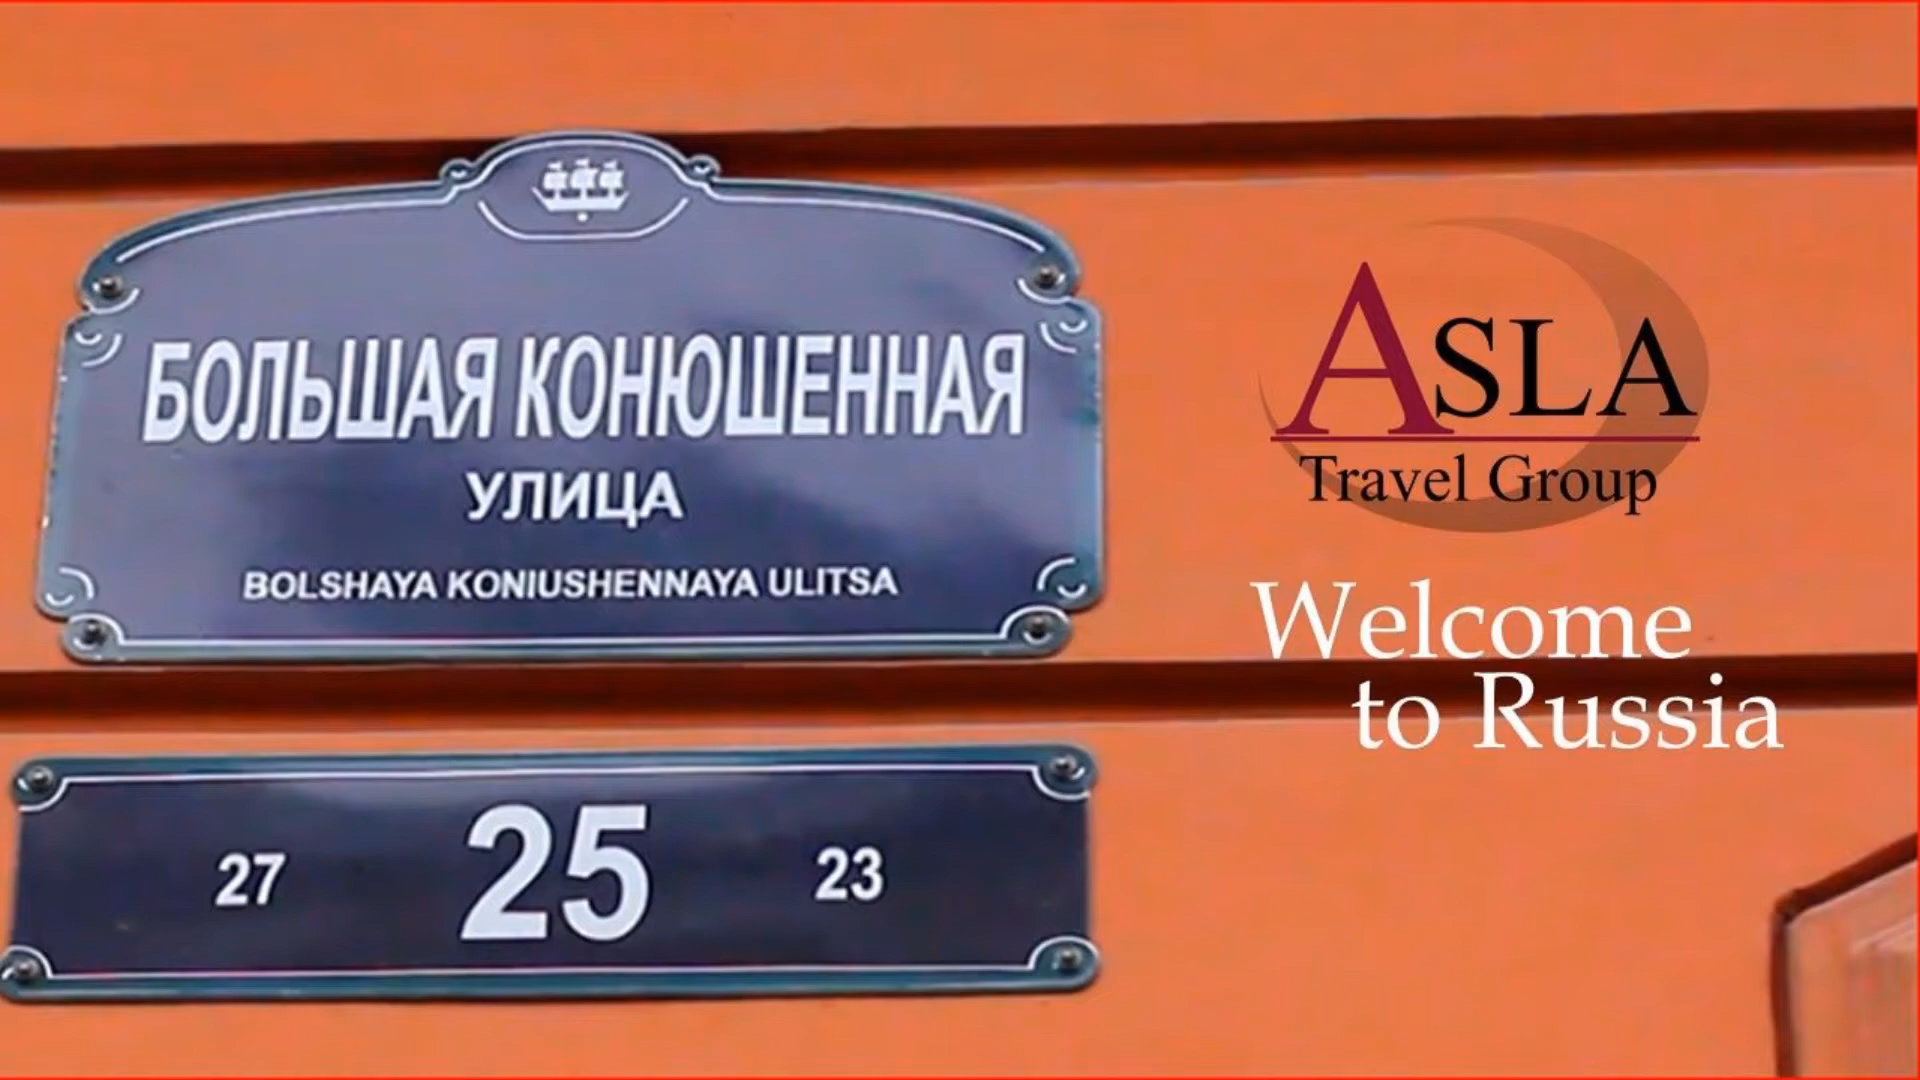 БОЛЬШАЯ КОНЮШЕННАЯ
УЛИЦА
BOLSHAYA KONIUSHENNAYA ULITSA
27 25 23
ASLA
Travel Group
Welcome
to Russia